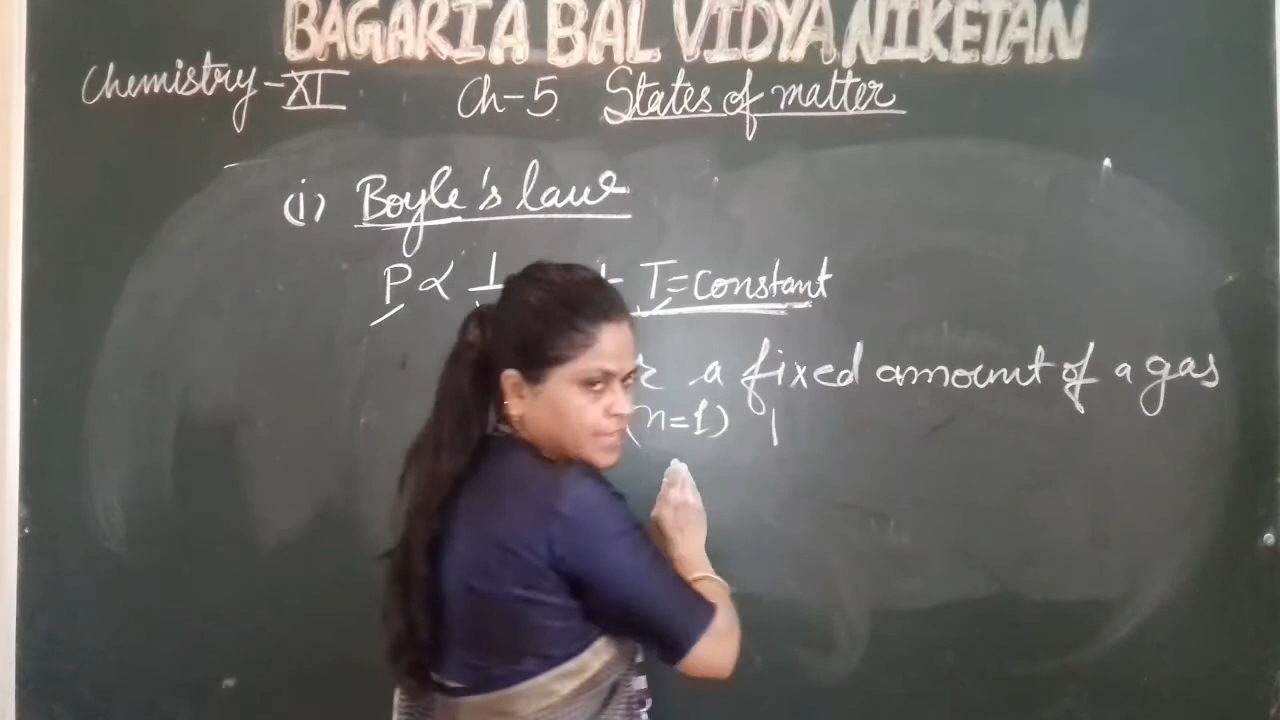 BAGARIA BAL VIDYA NIKETAN
Chemistry-XI Ch-5 States of matter
(i) Boyle's law
P ∝ 1 T=constant
a fixed amount of a gas
(n=1)